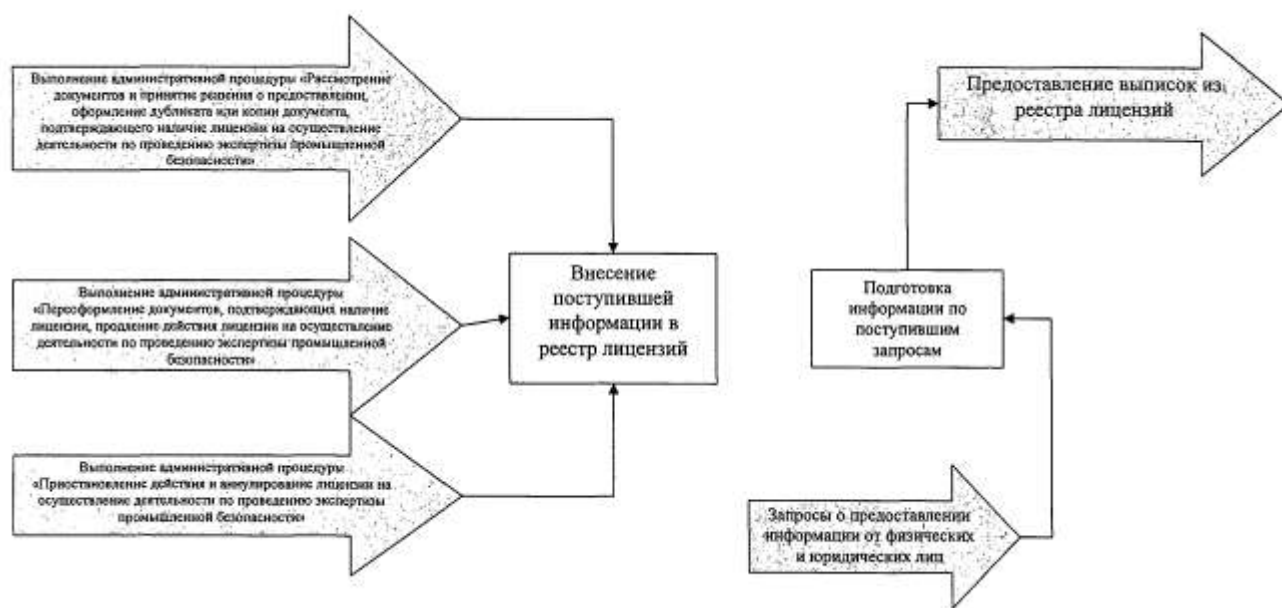 Выполнение административной процедуры «Рассмотрение
документов и принятие решения о предоставлении,
оформление дубликата или копии документа,
подтверждающего наличие лицензии на осуществление
деятельности по проведению экспертизы промышленной
безопасности»
Выполнение административной процедуры
«Переоформление документов, подтверждающих наличие
лицензии, продление действия лицензии на осуществление
деятельности по проведению экспертизы промышленной
безопасности»
Выполнение административной процедуры
«Приостановление действия и аннулирование лицензии на
осуществление деятельности по проведению экспертизы
промышленной безопасности»
Внесение
поступившей
информации в
реестр лицензий
Предоставление выписок из
реестра лицензий
Подготовка
информации по
поступившим
запросам
Запросы о предоставлении
информации от физических
и юридических лиц